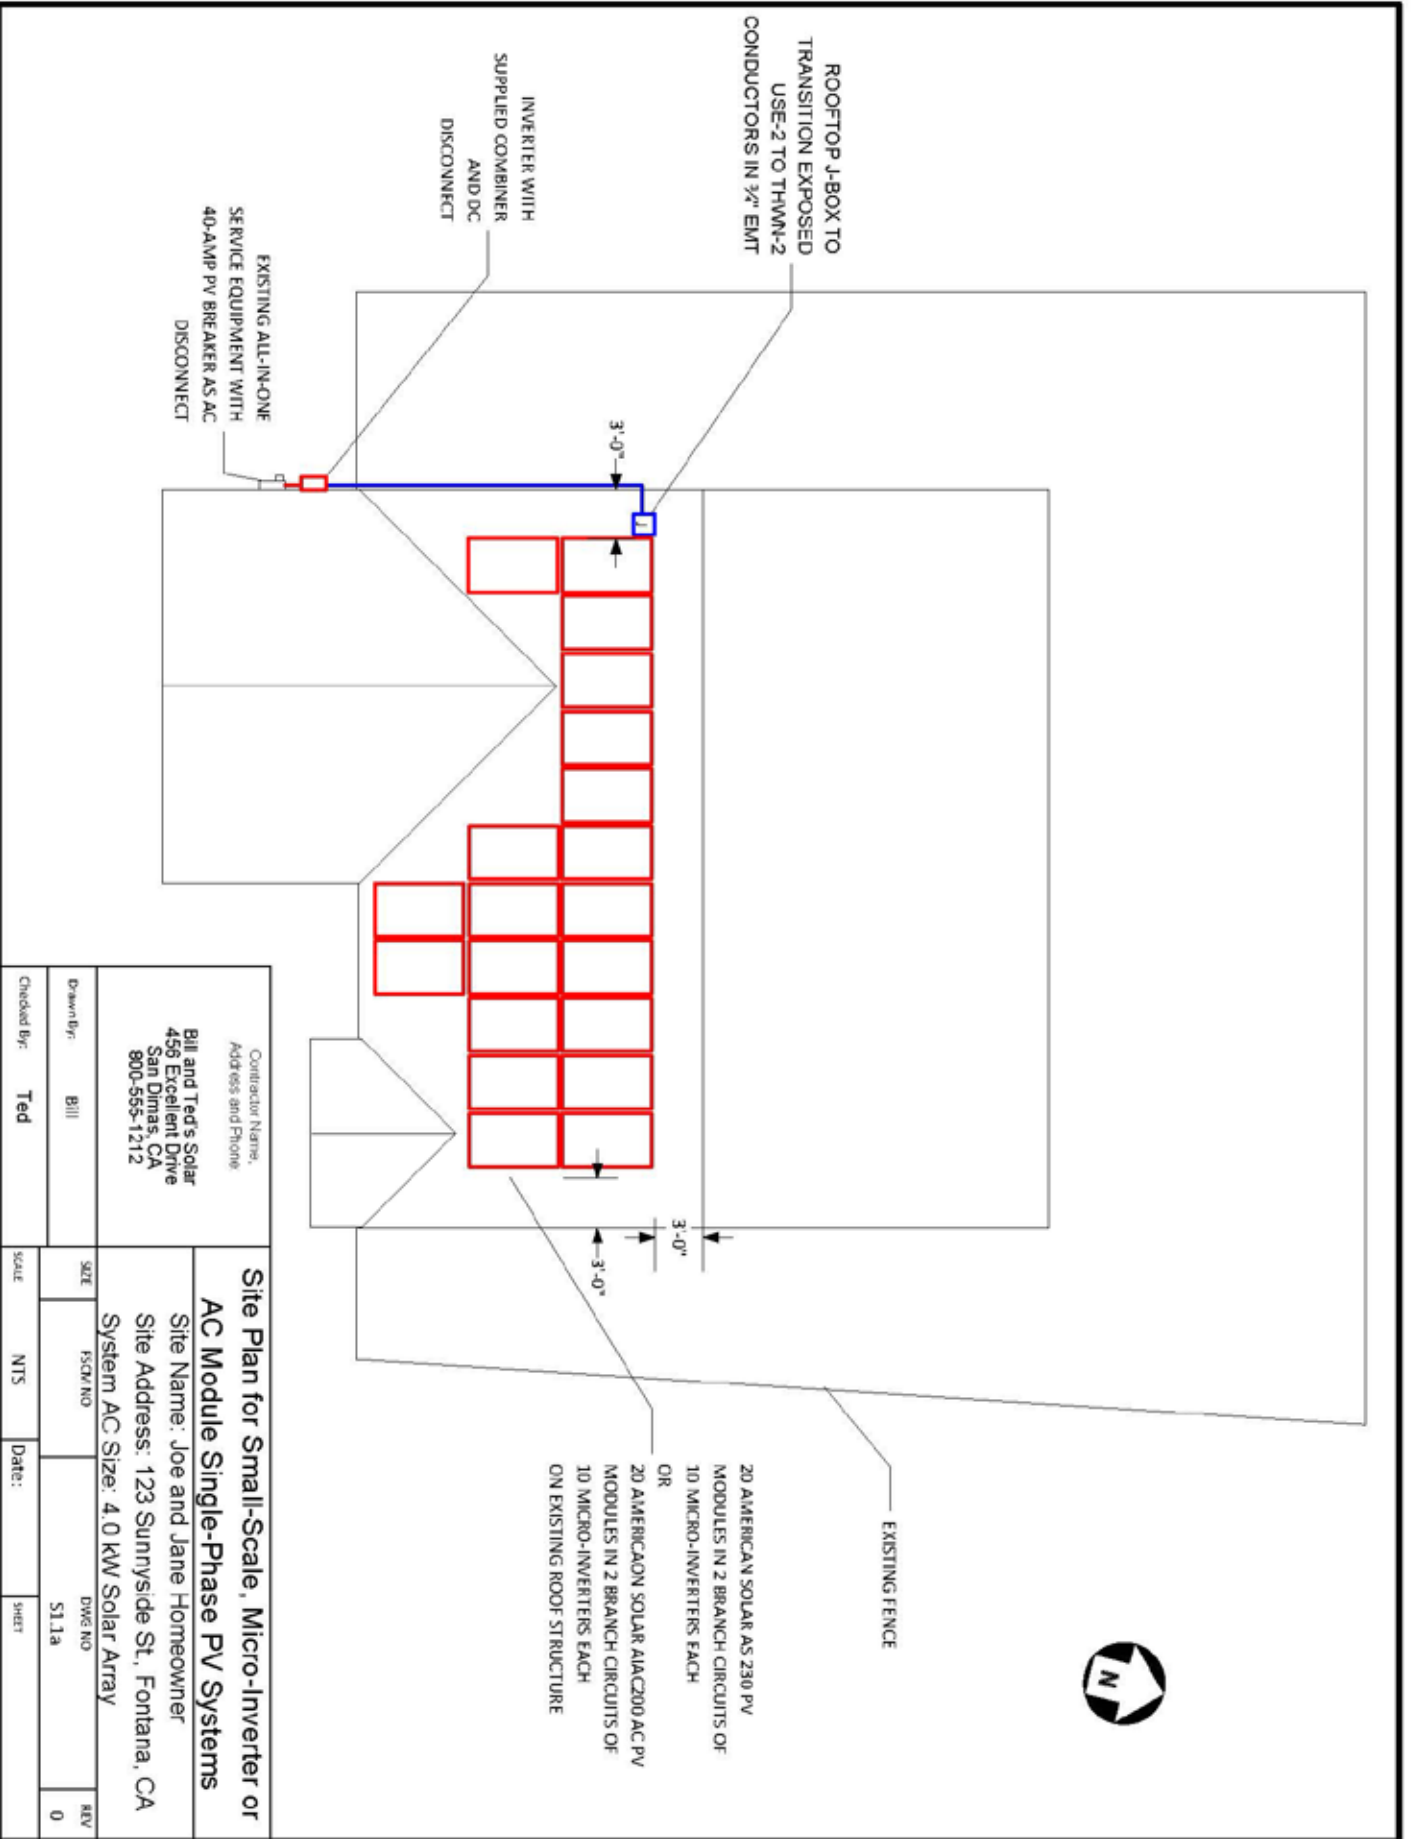 ROOFTOP J-BOX TO
TRANSITION EXPOSED
USE-2 TO THWN-2
CONDUCTORS IN ¾" EMT
INVERTER WITH
SUPPLIED COMBINER
AND DC
DISCONNECT
EXISTING ALL-IN-ONE
SERVICE EQUIPMENT WITH
40-AMP PV BREAKER AS AC
DISCONNECT
3'-0"
J
3'-0"
3'-0"
EXISTING FENCE
20 AMERICAN SOLAR AS 230 PV
MODULES IN 2 BRANCH CIRCUITS OF
10 MICRO-INVERTERS EACH
OR
20 AMERICAON SOLAR AIAC200 AC PV
MODULES IN 2 BRANCH CIRCUITS OF
10 MICRO-INVERTERS EACH
ON EXISTING ROOF STRUCTURE
N
Contractor Name,
Address and Phone:
Bill and Ted's Solar
456 Excellent Drive
San Dimas, CA
800-555-1212
Drawn By: Bill
Checked By: Ted
Site Plan for Small-Scale, Micro-Inverter or
AC Module Single-Phase PV Systems
Site Name: Joe and Jane Homeowner
Site Address: 123 Sunnyside St., Fontana, CA
System AC Size: 4.0 kW Solar Array
SIZE FSCM NO DWG NO REV
S1.1a 0
SCALE NTS Date: SHEET